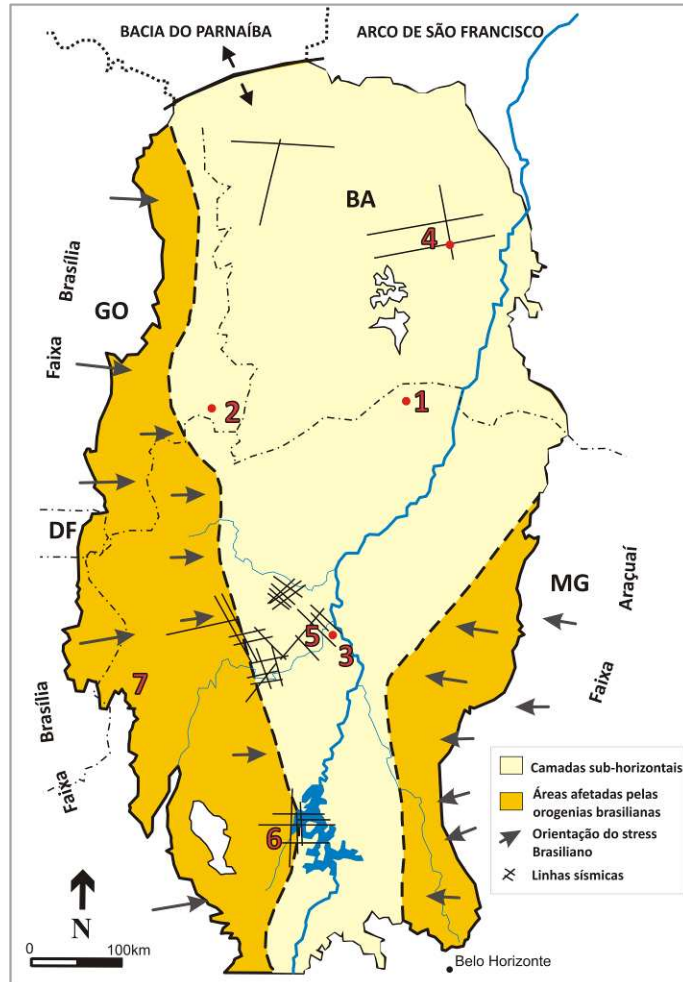 BACIA DO PARNAÍBA
ARCO DE SÃO FRANCISCO
BA
4
Brasília
GO
Faixa
2
1
DF
MG
Araçuaí
5
3
7
Faixa
Brasília
Faixa
6
Camadas sub-horizontais
Áreas afetadas pelas
orogenias brasilianas
Orientação do stress
Brasiliano
Linhas sísmicas
N
0
100km
Belo Horizonte